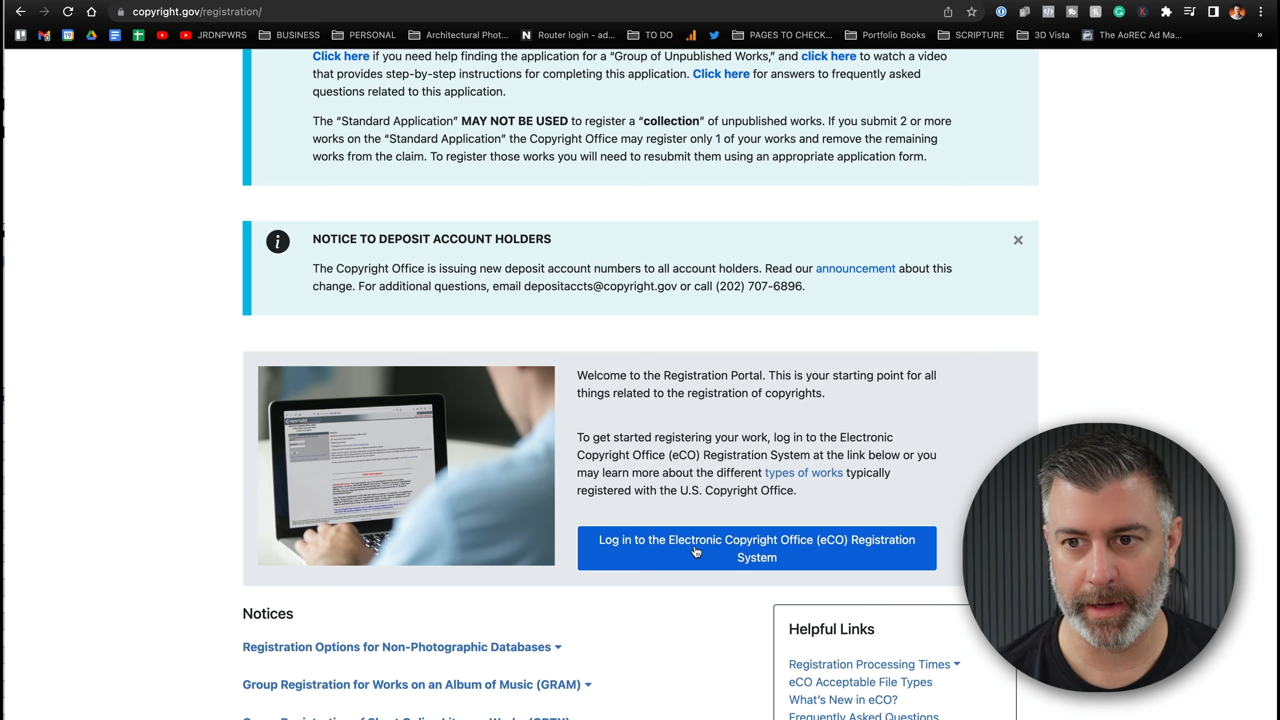 copyright.gov/registration/
JRDNPWRS BUSINESS PERSONAL Architectural Phot... Router login - ad... TO DO PAGES TO CHECK... Portfolio Books SCRIPTURE 3D Vista The AoREC Ad Ma... »
Click here if you need help finding the application for a “Group of Unpublished Works,” and click here to watch a video
that provides step-by-step instructions for completing this application. Click here for answers to frequently asked
questions related to this application.
The “Standard Application” MAY NOT BE USED to register a “collection” of unpublished works. If you submit 2 or more
works on the “Standard Application” the Copyright Office may register only 1 of your works and remove the remaining
works from the claim. To register those works you will need to resubmit them using an appropriate application form.
NOTICE TO DEPOSIT ACCOUNT HOLDERS
The Copyright Office is issuing new deposit account numbers to all account holders. Read our announcement about this
change. For additional questions, email depositaccts@copyright.gov or call (202) 707-6896.
Welcome to the Registration Portal. This is your starting point for all
things related to the registration of copyrights.
To get started registering your work, log in to the Electronic
Copyright Office (eCO) Registration System at the link below or you
may learn more about the different types of works typically
registered with the U.S. Copyright Office.
Log in to the Electronic Copyright Office (eCO) Registration
System
Notices
Registration Options for Non-Photographic Databases
Group Registration for Works on an Album of Music (GRAM)
Group Registration of Short Online Literary Works (GRTX)
Helpful Links
Registration Processing Times
eCO Acceptable File Types
What's New in eCO?
Frequently Asked Questions